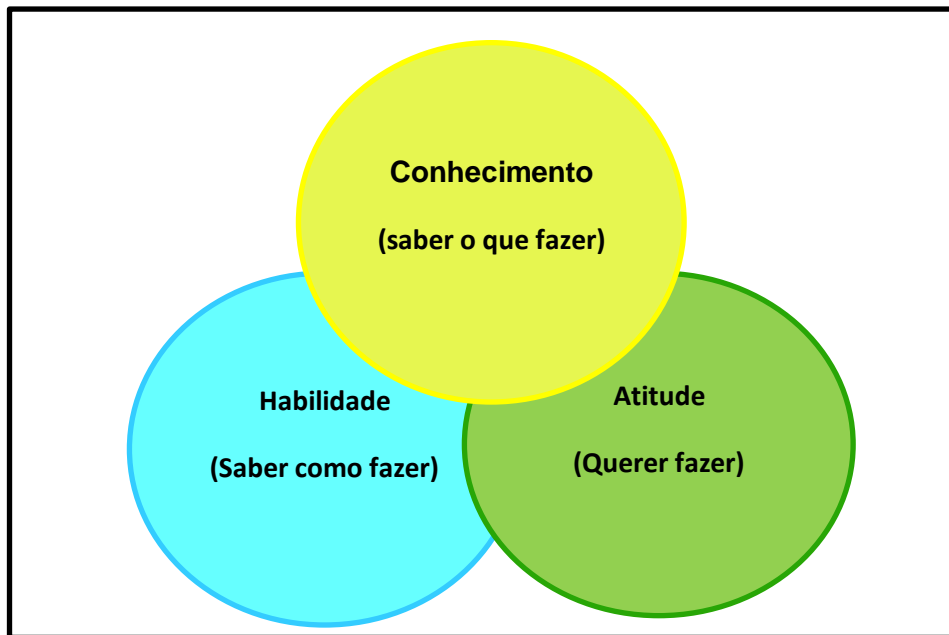 Conhecimento
(saber o que fazer)
Habilidade
(Saber como fazer)
Atitude
(Querer fazer)